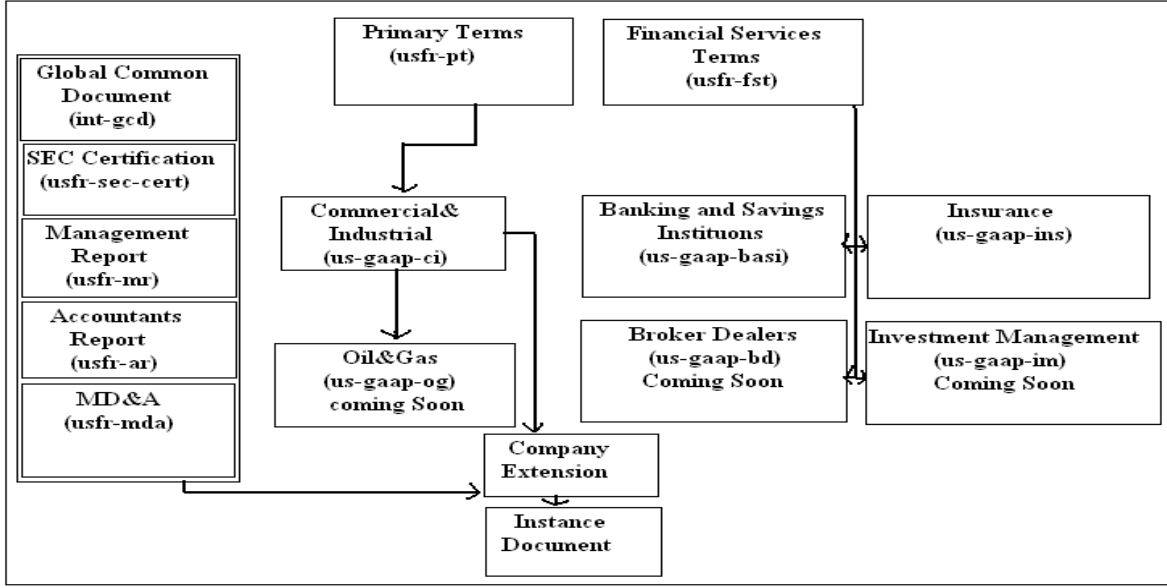 Primary Terms
(usfr-pt)
Financial Services
Terms
(usfr-fst)
Global Common
Document
(int-gcd)
SEC Certification
(usfr-sec-cert)
Management
Report
(usfr-mr)
Accountants
Report
(usfr-ar)
MD&A
(usfr-mda)
Commercial&
Industrial
(us-gaap-ci)
Oil&Gas
(us-gaap-og)
coming Soon
Banking and Savings
Instituons
(us-gaap-basi)
Insurance
(us-gaap-ins)
Broker Dealers
(us-gaap-bd)
Coming Soon
Investment Management
(us-gaap-im)
Coming Soon
Company
Extension
Instance
Document